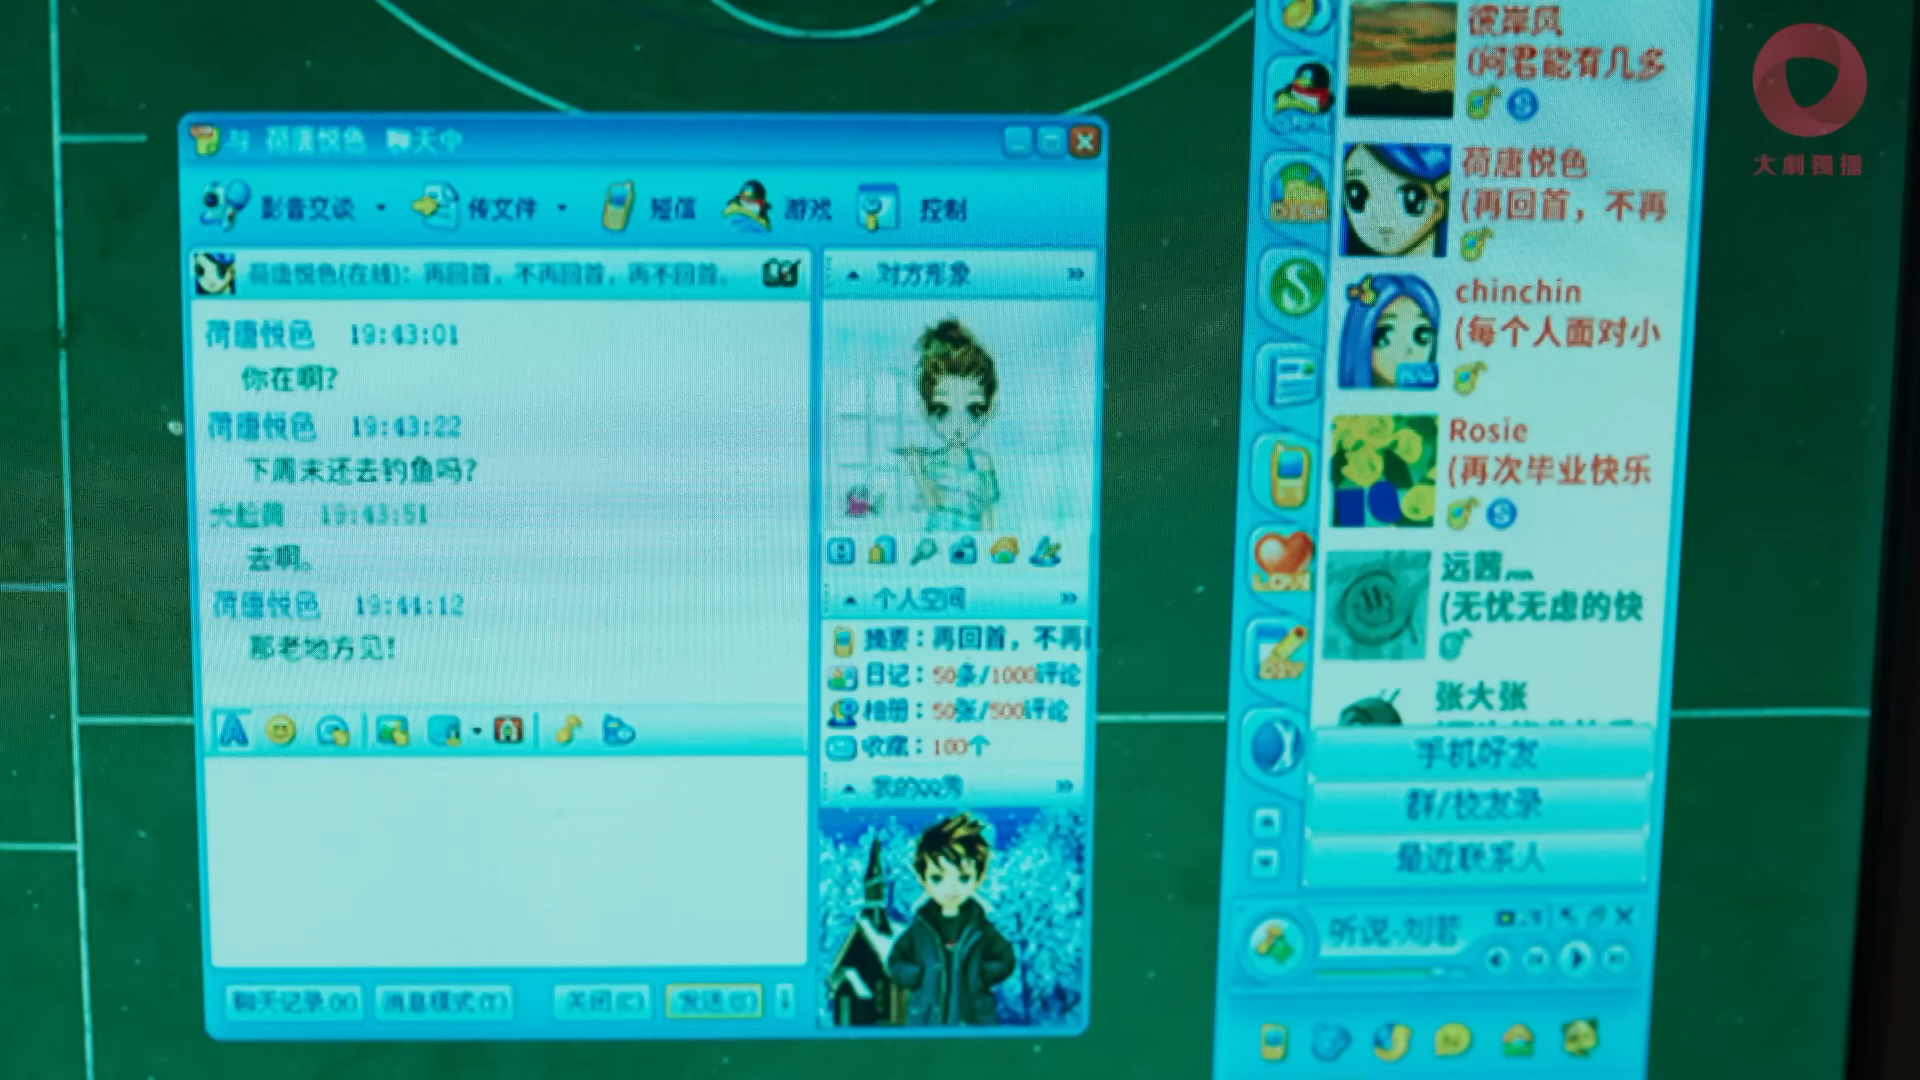 与 荷唐悦色 聊天中
影音交谈 传文件 短信 游戏 控制
荷唐悦色(在线)：再回首，不再回首，再不回首。
荷唐悦色 19:43:01
你在啊?
荷唐悦色 19:43:22
下周末还去钓鱼吗?
大脸 19:43:51
去啊。
荷唐悦色 19:44:12
那老地方见!
聊天记录(X) 消息模式(T) 关闭(C) 发送(S)
对方形象
个人空间
摘要：再回首，不再
日记：50条/1000评论
相册：50张/500评论
收藏：100个
我的QQ秀
彼岸风
(问君能有几多
荷唐悦色
(再回首，不再
chinchin
(每个人面对小
Rosie
(再次毕业快乐
远茜
(无忧无虑的快
张大张
手机好友
群/校友录
最近联系人
听说-刘若
大劇獨播